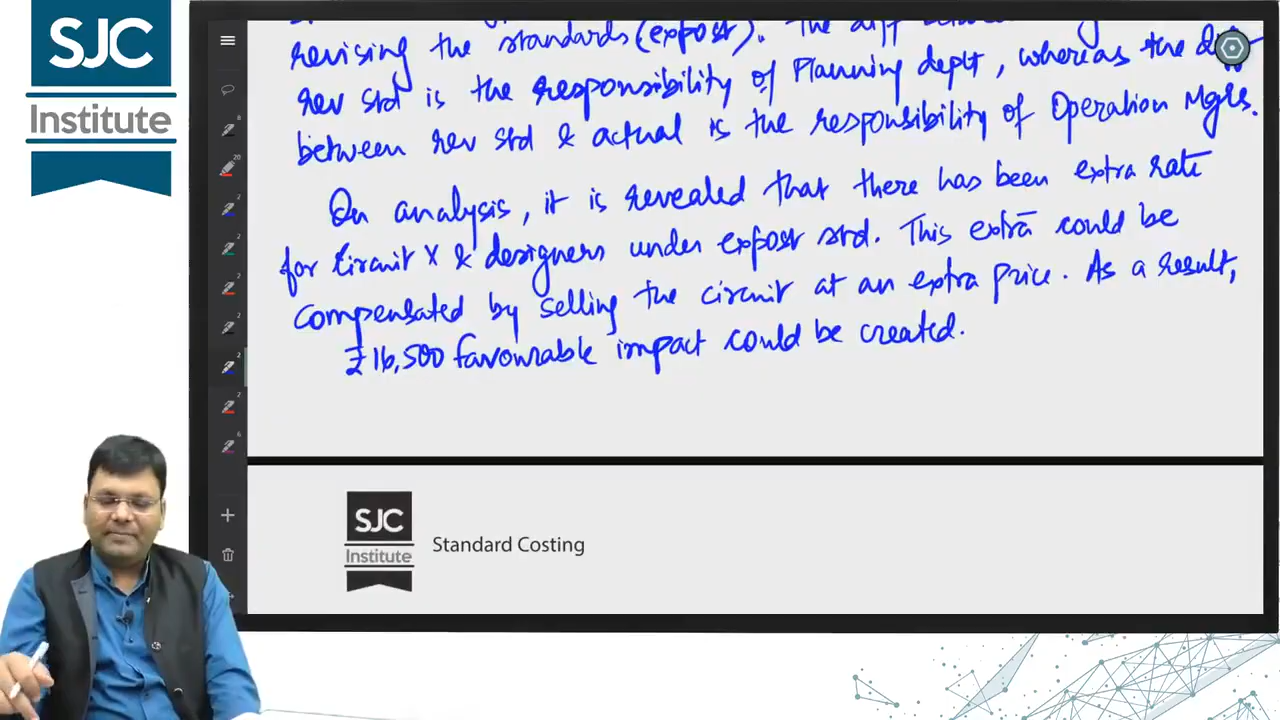 SJC
Institute
revising the standards (expost). The diff
rev std is the responsibility of Planning deptt, whereas the diff
between rev std & actual is the responsibility of Operation Mgrs.
On analysis, it is revealed that there has been extra rate
for Circuit X & designers under expost std. This extra could be
compensated by selling the circuit at an extra price. As a result,
₹16,500 favourable impact could be created.
SJC
Institute
Standard Costing